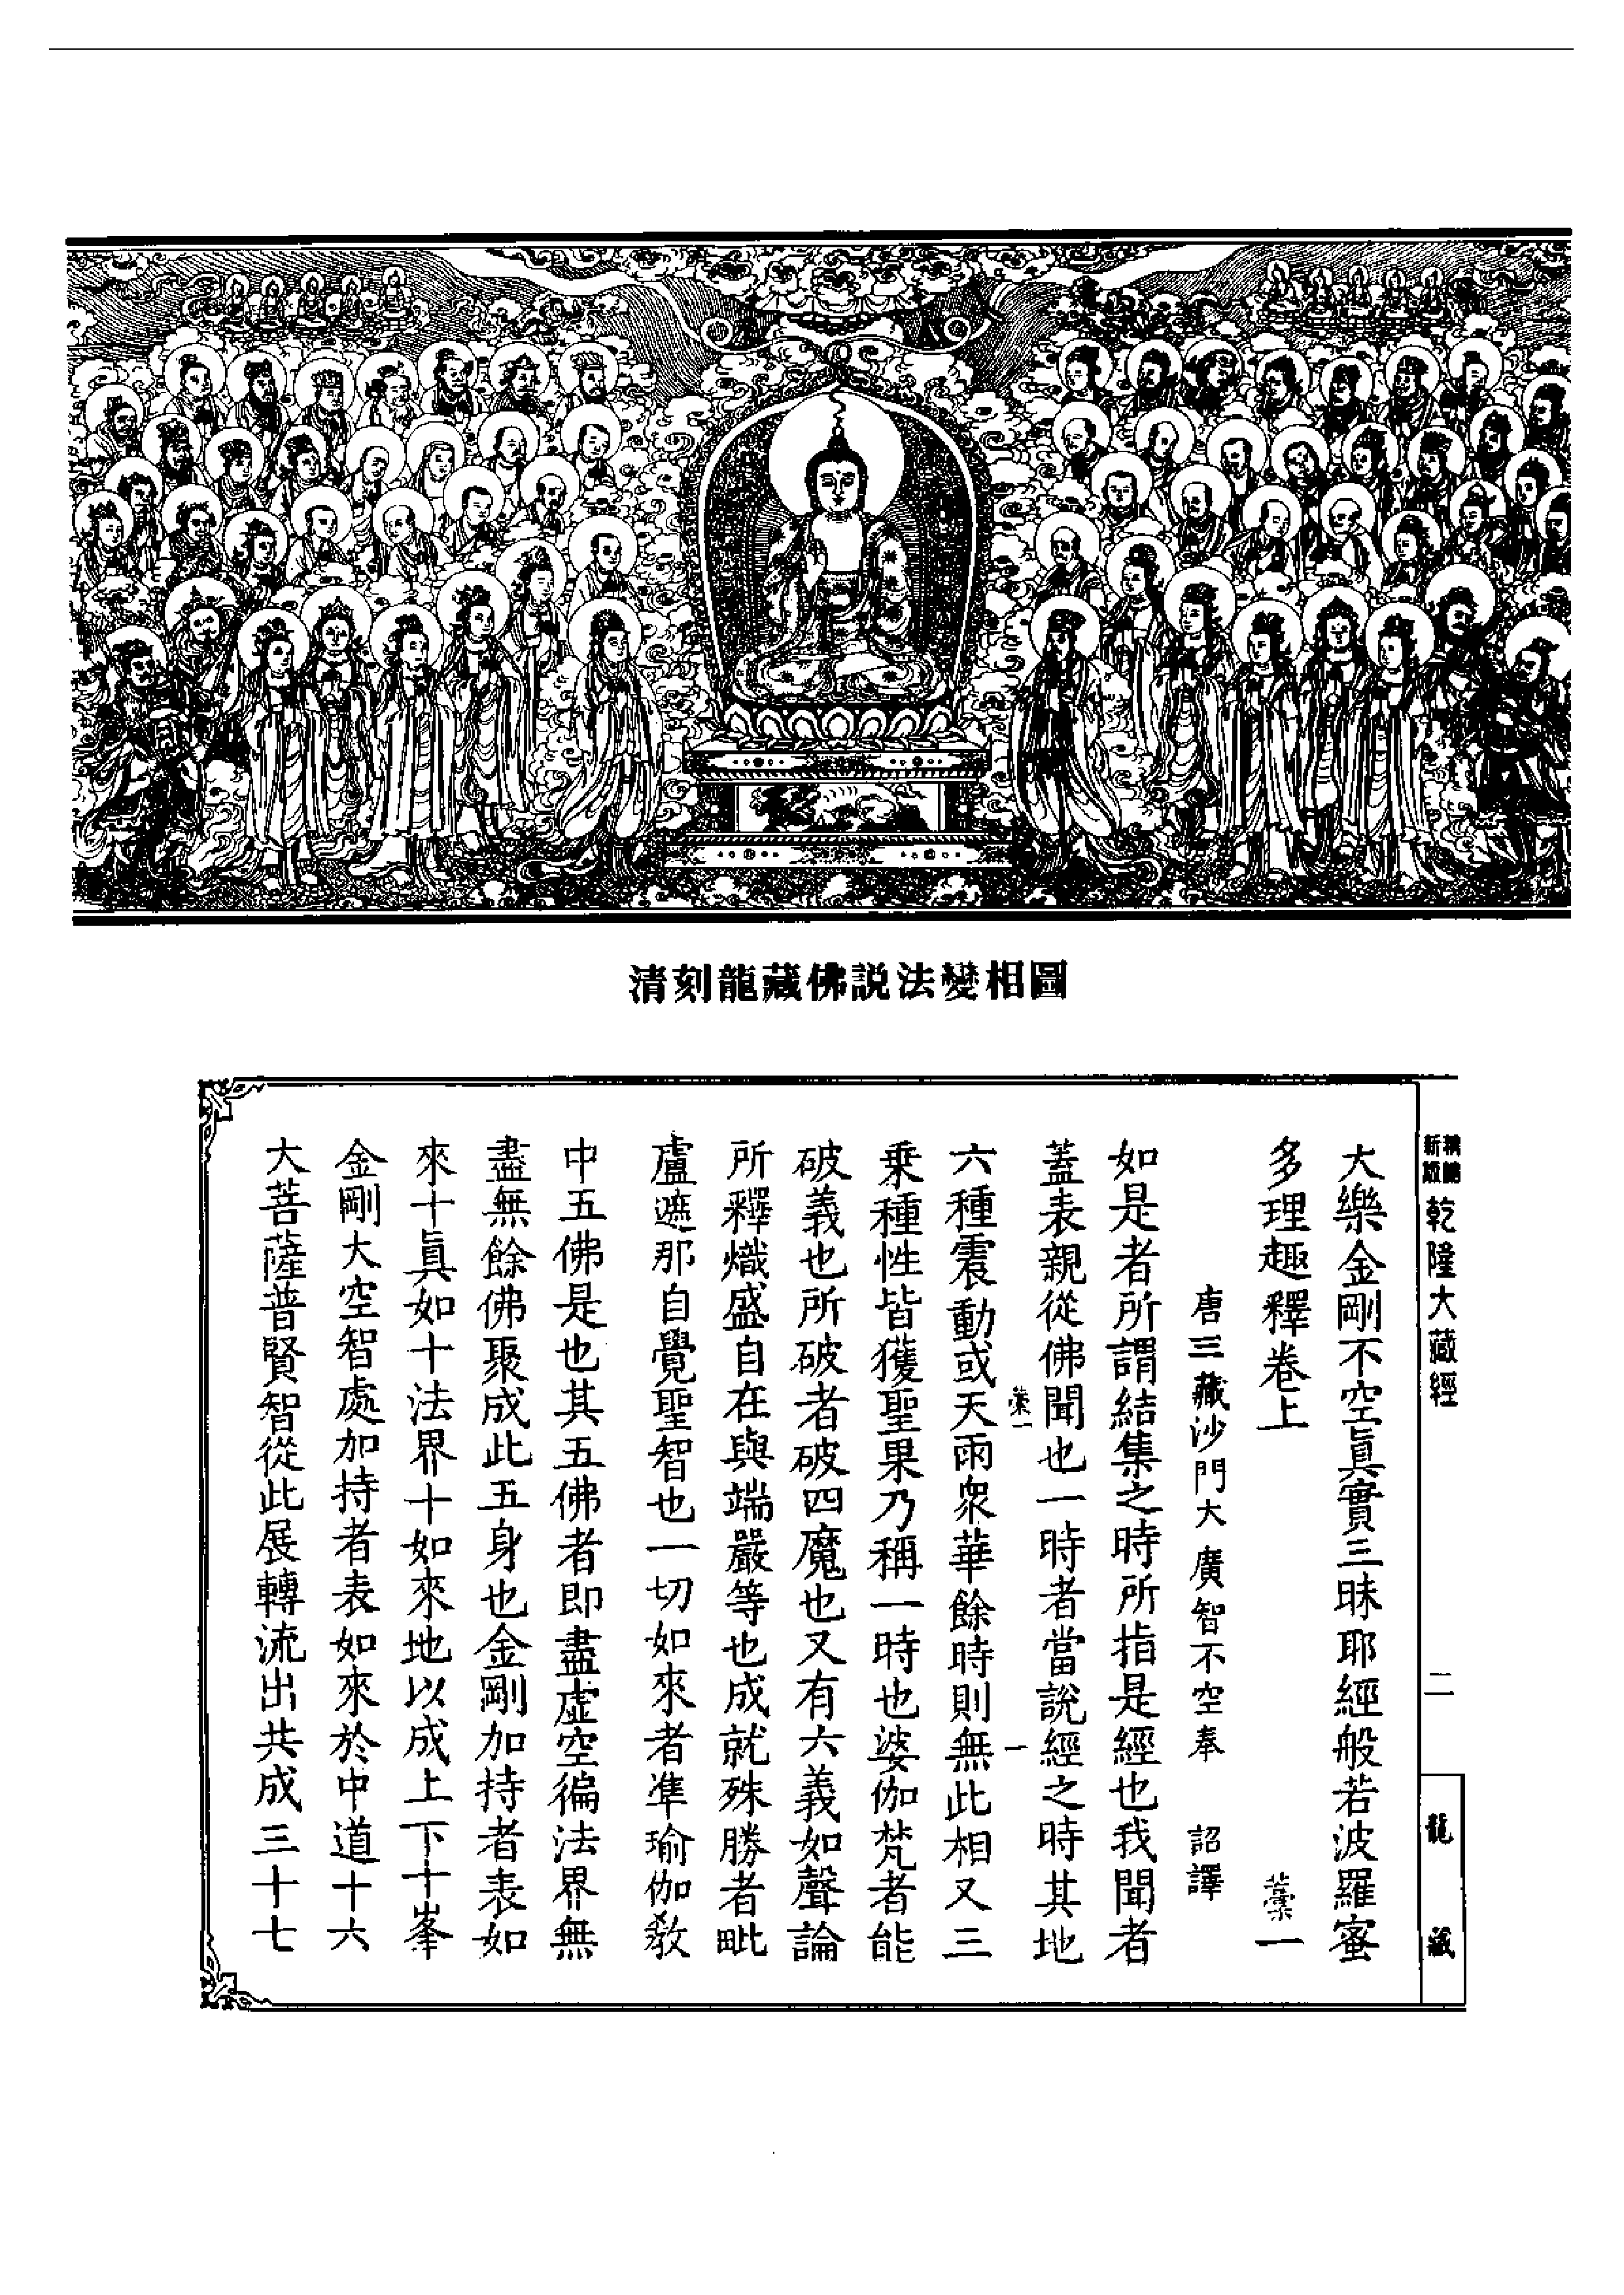 清刻龍藏佛説法變相圖
新版
精縮
乾隆大藏經
二
龍藏
大樂金剛不空眞實三昧耶經般若波羅蜜
多理趣釋卷上
藁一
唐三藏沙門大廣智不空奉 詔譯
如是者所謂結集之時所指是經也我聞者
蓋表親從佛聞也一時者當說經之時其地
藁一
一
六種震動或天雨衆華餘時則無此相又三
乗種性皆獲聖果乃稱一時也婆伽梵者能
破義也所破者破四魔也又有六義如聲論
所釋熾盛自在與端嚴等也成就殊勝者毗
盧遮那自覺聖智也一切如來者準瑜伽教
中五佛是也其五佛者即盡虛空徧法界無
盡無餘佛聚成此五身也金剛加持者表如
來十眞如十法界十如來地以成上下十峯
金剛大空智處加持者表如來於中道十六
大菩薩普賢智從此展轉流出共成三十七